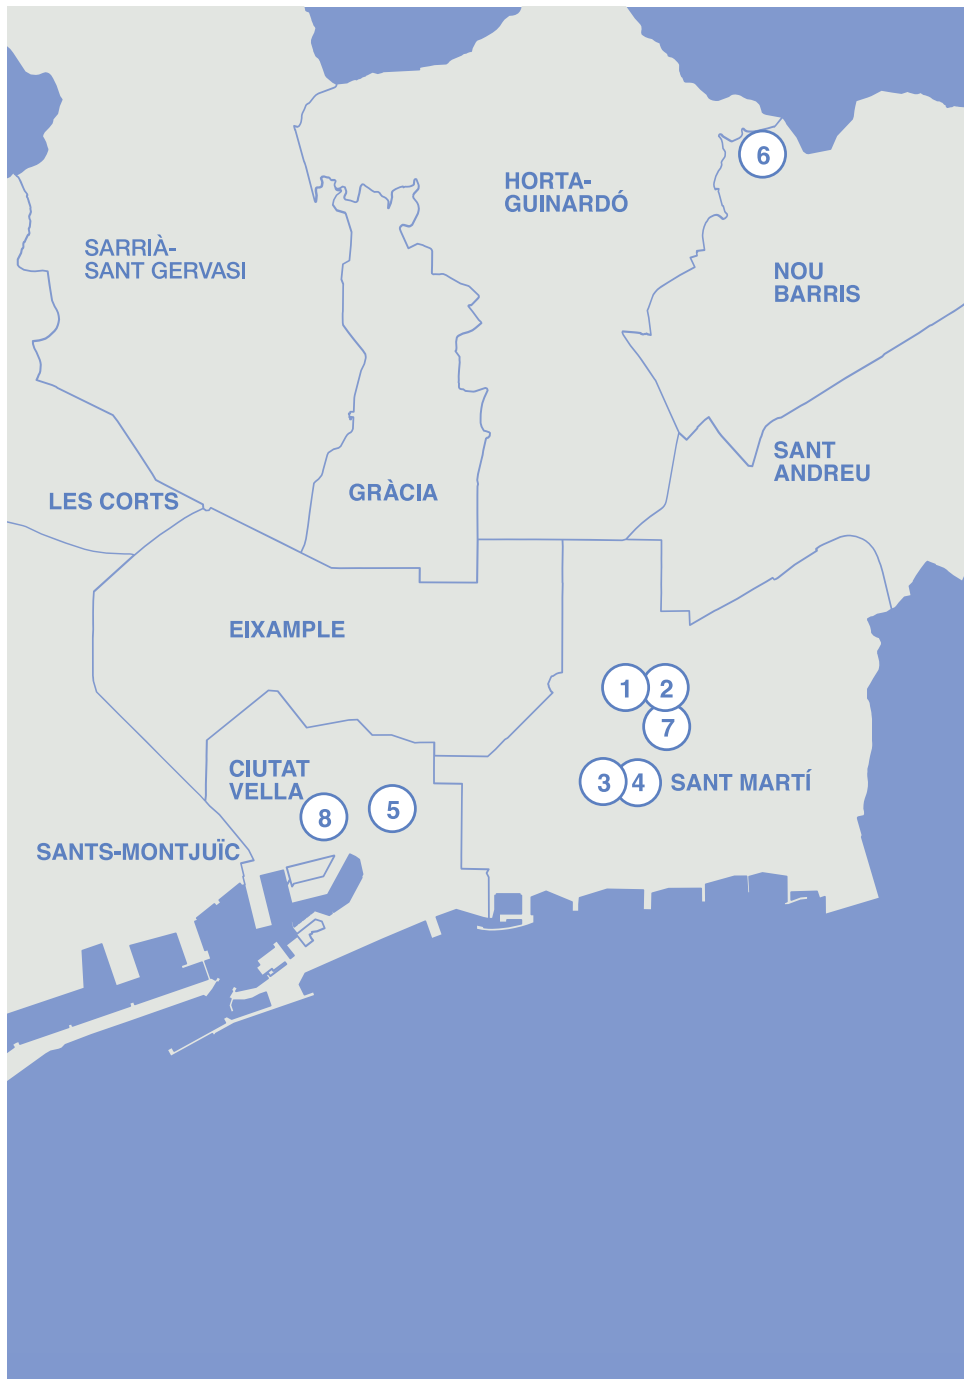 6
HORTA-
GUINARDÓ
SARRIÀ-
SANT GERVASI
NOU
BARRIS
SANT
ANDREU
LES CORTS
GRÀCIA
EIXAMPLE
1
2
7
CIUTAT
VELLA
3
4
SANT MARTÍ
8
5
SANTS-MONTJUÏC